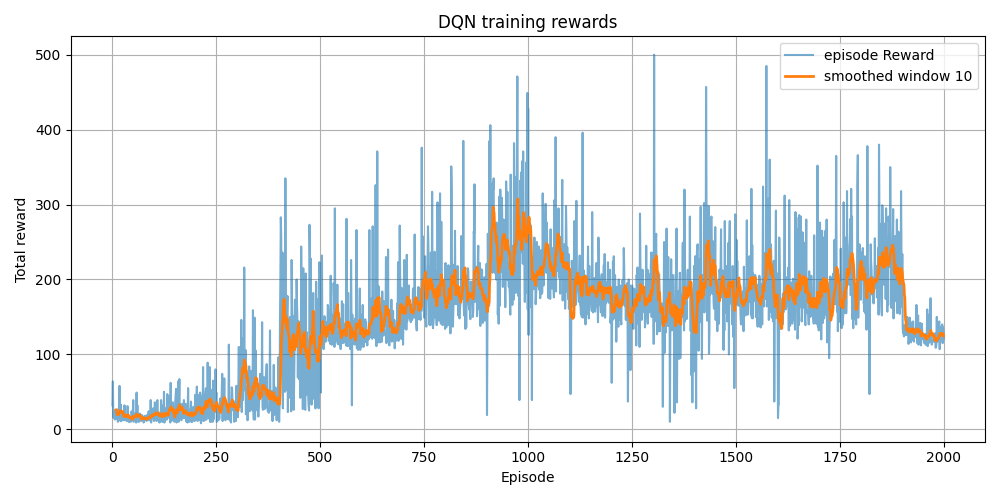 DQN training rewards
episode Reward
smoothed window 10
Total reward
500
400
300
200
100
0
0 250 500 750 1000 1250 1500 1750 2000
Episode